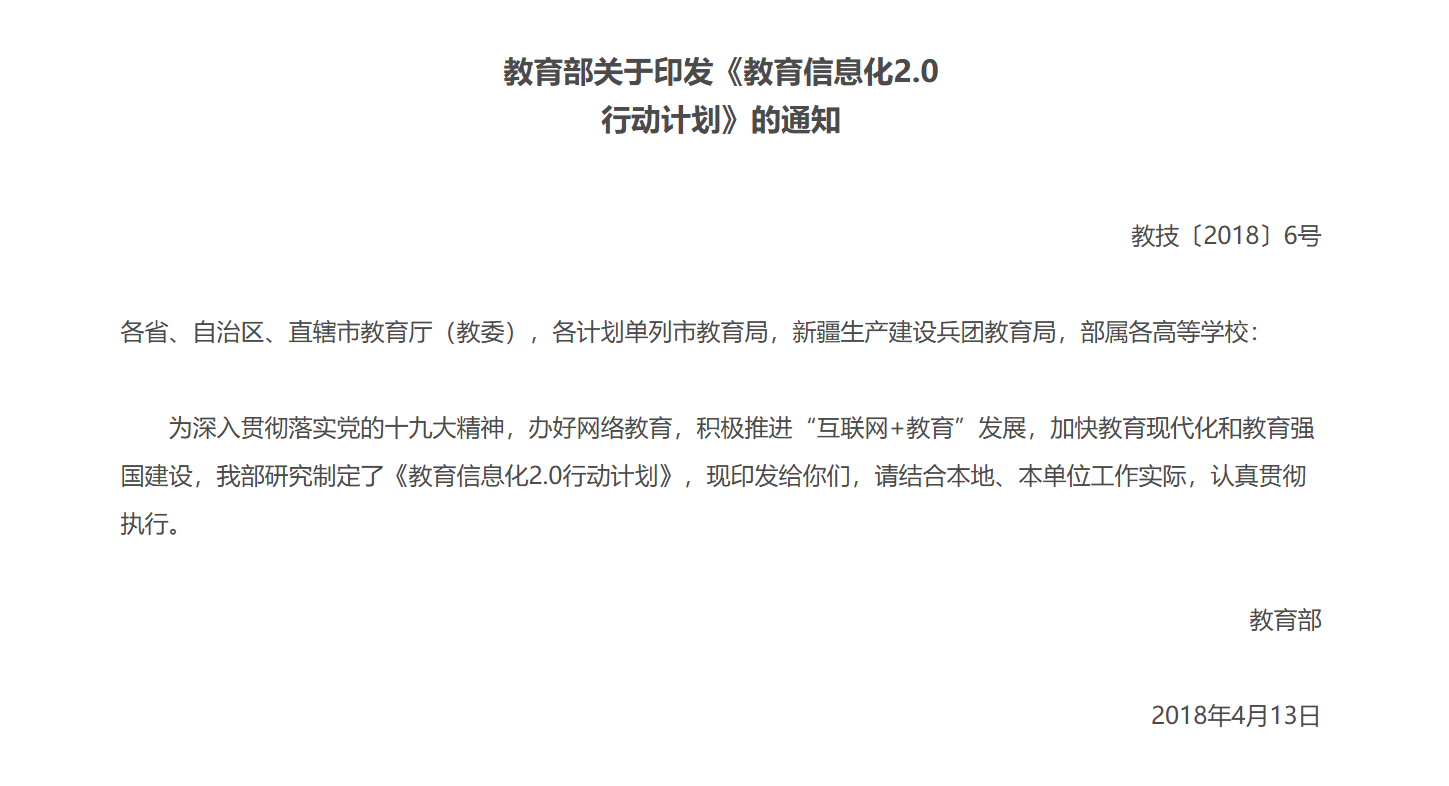 教育部关于印发《教育信息化2.0
行动计划》的通知
教技〔2018〕6号
各省、自治区、直辖市教育厅（教委），各计划单列市教育局，新疆生产建设兵团教育局，部属各高等学校：
为深入贯彻落实党的十九大精神，办好网络教育，积极推进“互联网+教育”发展，加快教育现代化和教育强
国建设，我部研究制定了《教育信息化2.0行动计划》，现印发给你们，请结合本地、本单位工作实际，认真贯彻
执行。
教育部
2018年4月13日